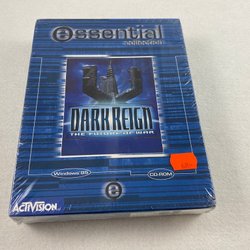 essential
collection
DARK REIGN
THE FUTURE OF WAR
Windows 95
CD-ROM
ACTIVISION